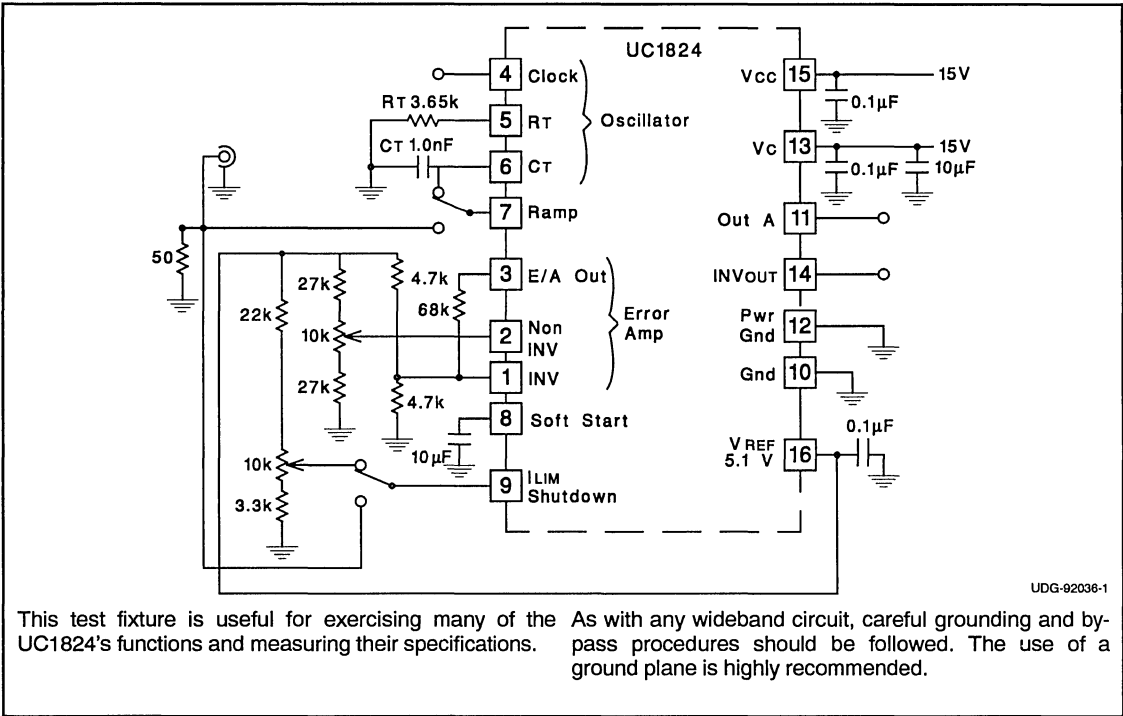 UC1824
4 Clock
RT 3.65k
5 RT
Oscillator
CT 1.0nF
6 CT
7 Ramp
50
3 E/A Out
4.7k
27k
68k
22k
Error
Amp
10k
2 Non
INV
27k
1 INV
4.7k
8 Soft Start
10µF
10k
9 ILIM
Shutdown
3.3k
VCC 15
15V
0.1µF
VC 13
15V
0.1µF
10µF
Out A 11
INVOUT 14
Pwr
Gnd 12
Gnd 10
0.1µF
VREF
5.1 V 16
UDG-92036-1
This test fixture is useful for exercising many of the
UC1824's functions and measuring their specifications.
As with any wideband circuit, careful grounding and by-
pass procedures should be followed. The use of a
ground plane is highly recommended.